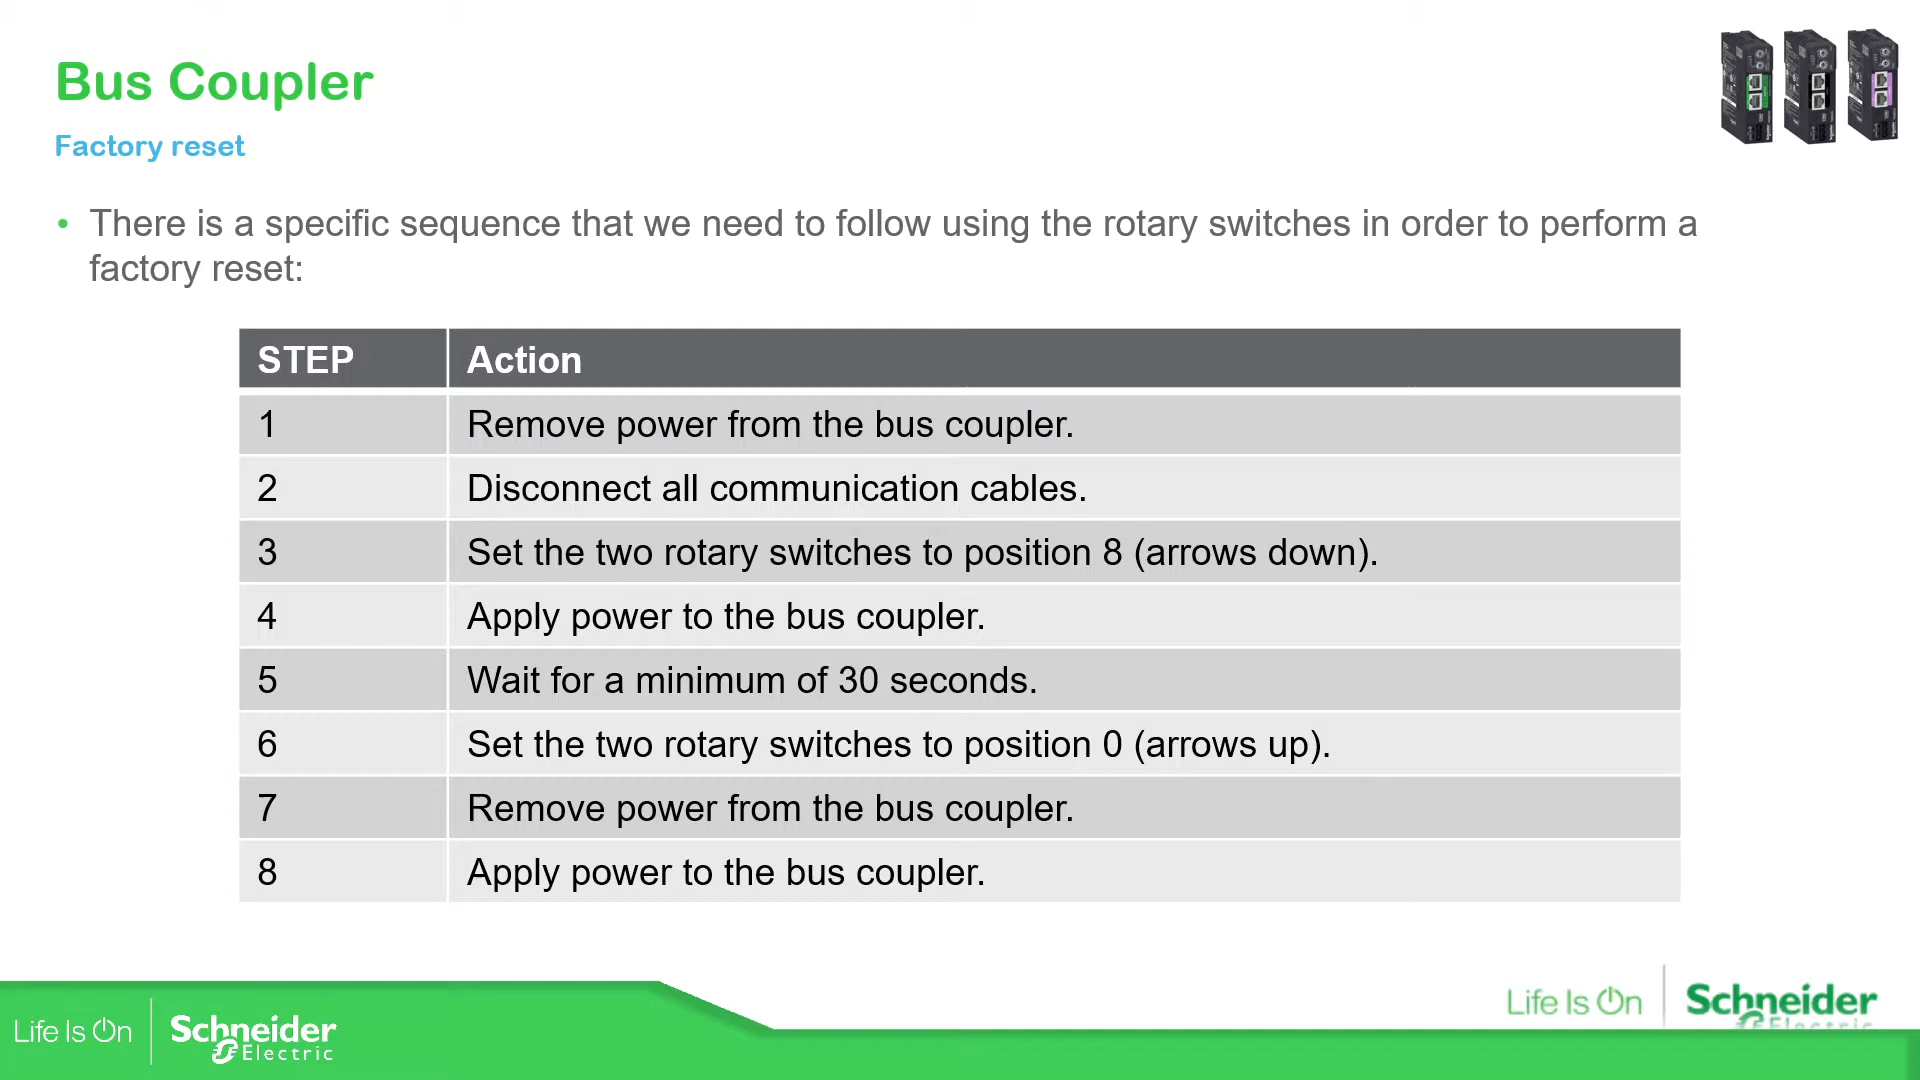 Bus Coupler
Factory reset
• There is a specific sequence that we need to follow using the rotary switches in order to perform a
factory reset:
STEP Action
1 Remove power from the bus coupler.
2 Disconnect all communication cables.
3 Set the two rotary switches to position 8 (arrows down).
4 Apply power to the bus coupler.
5 Wait for a minimum of 30 seconds.
6 Set the two rotary switches to position 0 (arrows up).
7 Remove power from the bus coupler.
8 Apply power to the bus coupler.
Life Is On Schneider
Electric
Life Is On Schneider
Electric